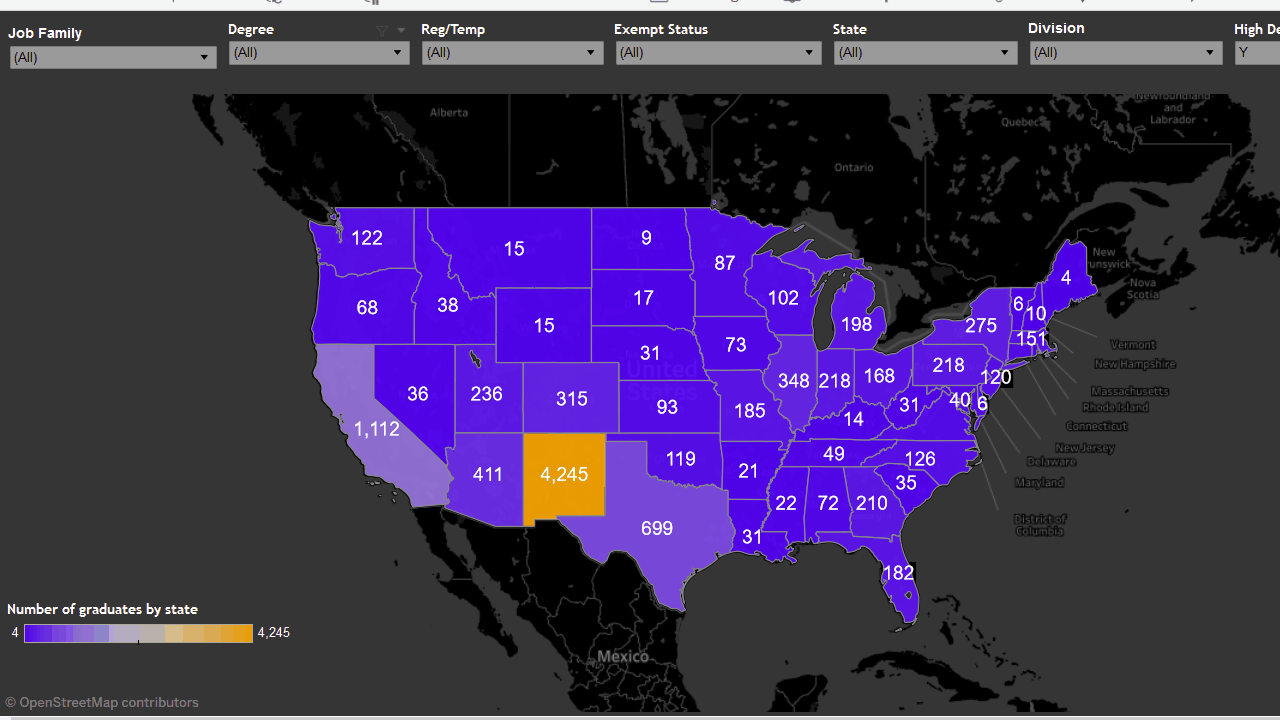 Job Family
Degree
Reg/Temp
Exempt Status
State
Division
High De
(All)
(All)
(All)
(All)
(All)
(All)
Y
Alberta
Ontario
Quebec
Newfoundland
and
Labrador
New
runswick
Nova
Scotia
122
15
9
87
4
68
38
17
102
6
10
15
198
275
151
31
73
Vermont
New Hampshire
36
236
315
United
States
93
348
218
168
218
120
Massachusetts
Rhode Island
185
14
31
40
6
Connecticut
1,112
New Jersey
411
4,245
119
21
49
126
Delaware
35
Maryland
699
22
72
210
District of
Columbia
31
182
Number of graduates by state
4
4,245
Mexico
© OpenStreetMap contributors